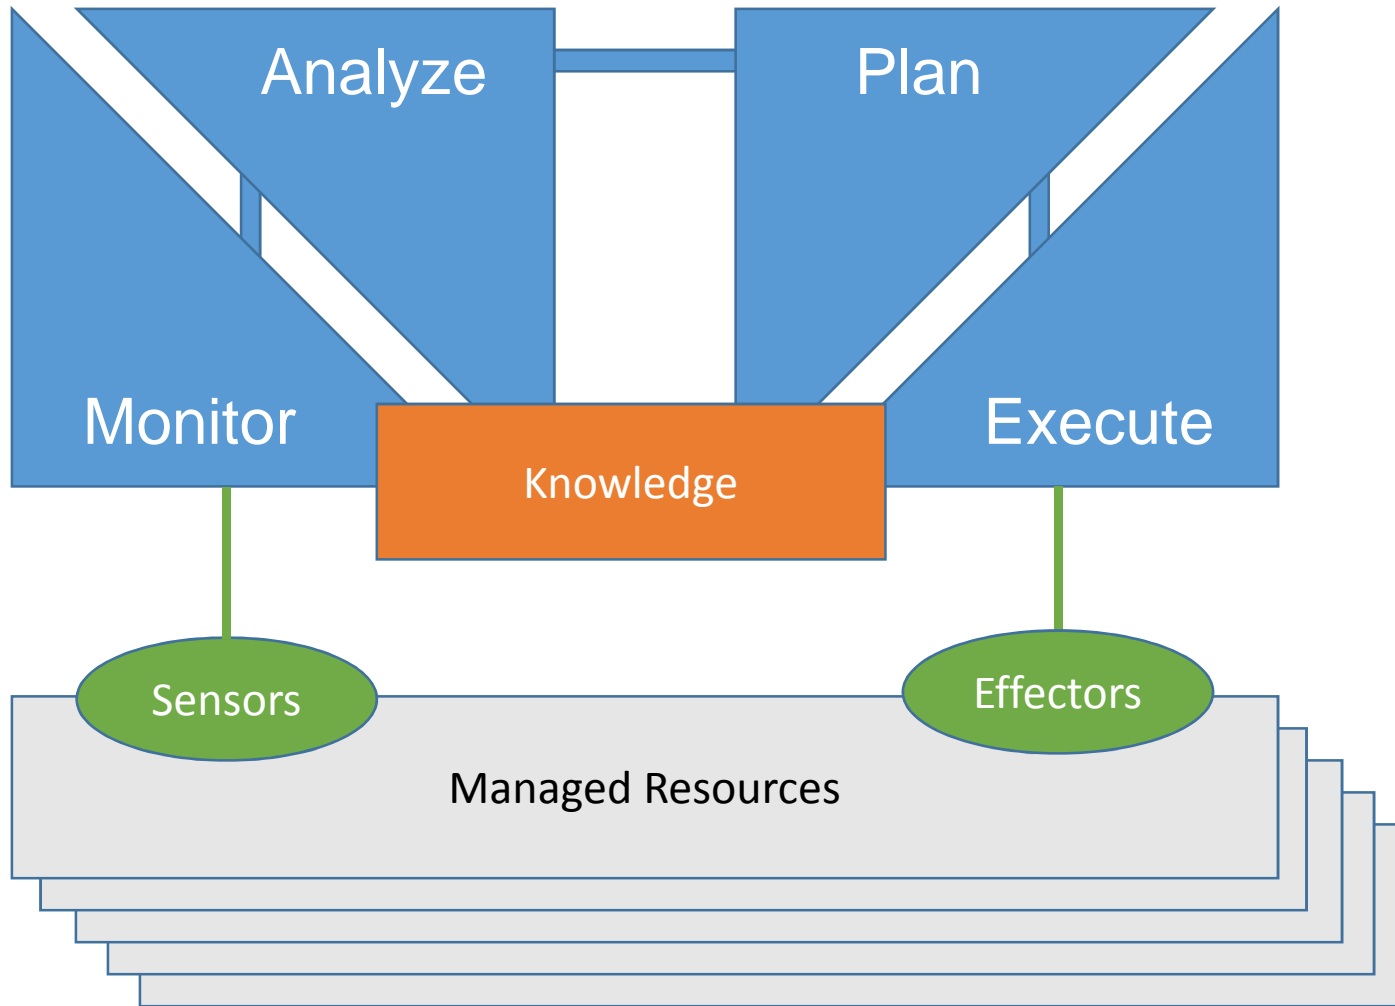 Analyze
Plan
Monitor
Execute
Knowledge
Sensors
Effectors
Managed Resources